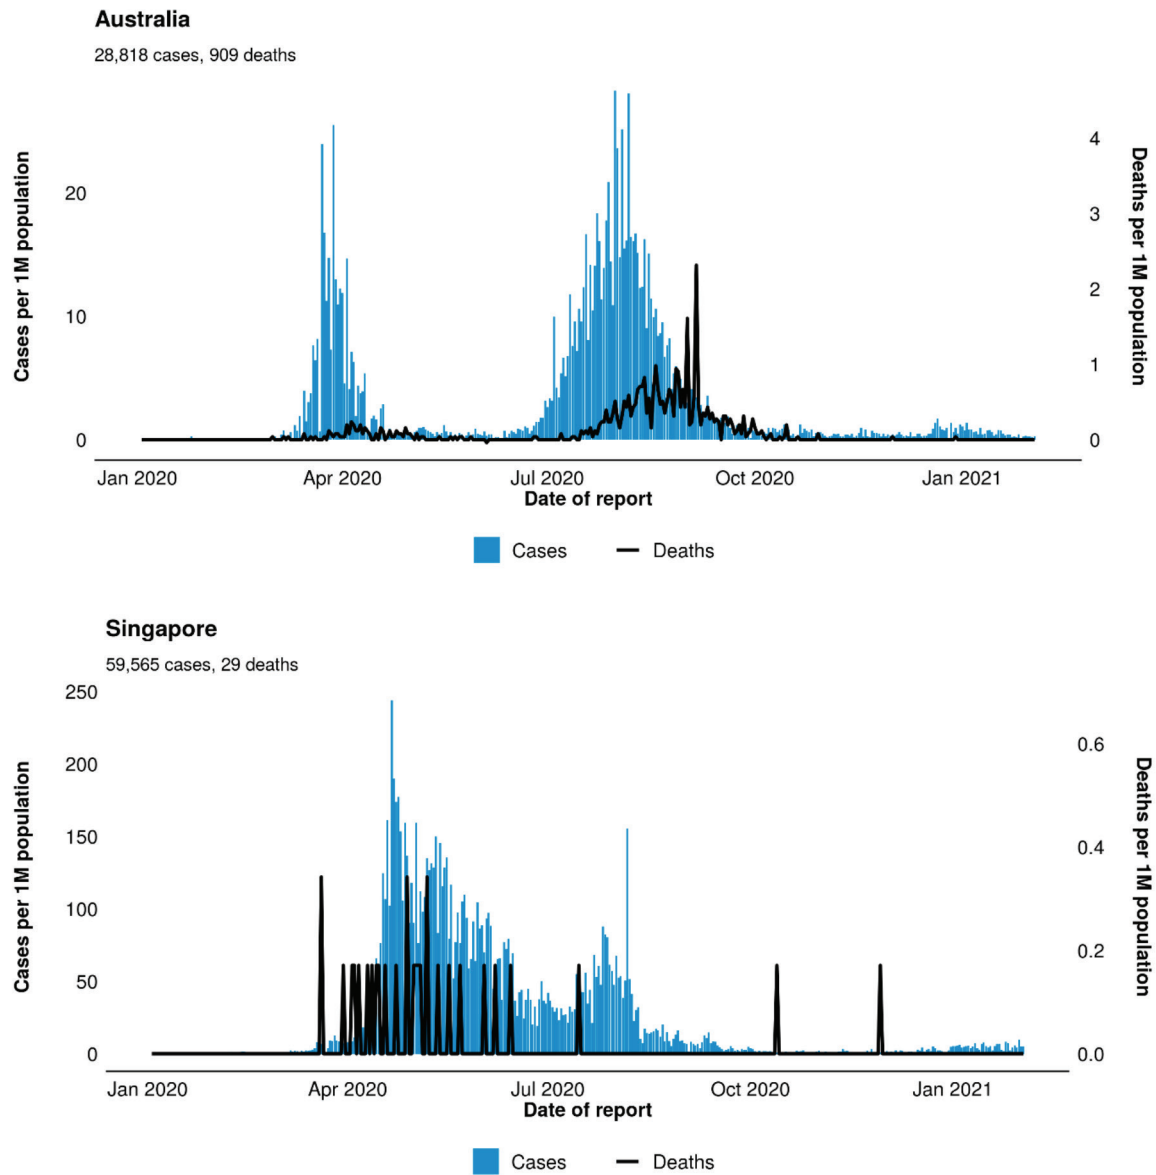 Australia
28,818 cases, 909 deaths
Cases per 1M population
Deaths per 1M population
20
10
0
4
3
2
1
0
Jan 2020 Apr 2020 Jul 2020 Oct 2020 Jan 2021
Date of report
Cases Deaths
Singapore
59,565 cases, 29 deaths
Cases per 1M population
Deaths per 1M population
250
200
150
100
50
0
0.6
0.4
0.2
0.0
Jan 2020 Apr 2020 Jul 2020 Oct 2020 Jan 2021
Date of report
Cases Deaths